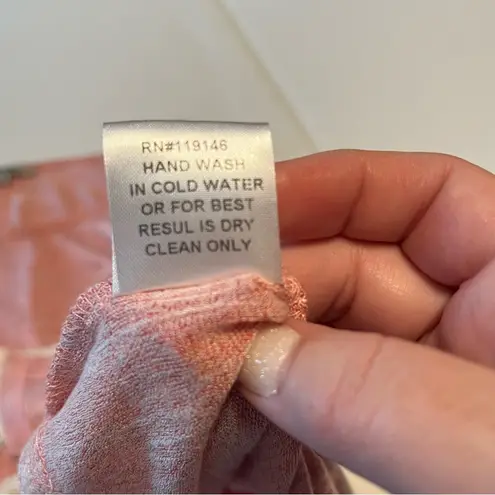 RN#119146
HAND WASH
IN COLD WATER
OR FOR BEST
RESUL IS DRY
CLEAN ONLY